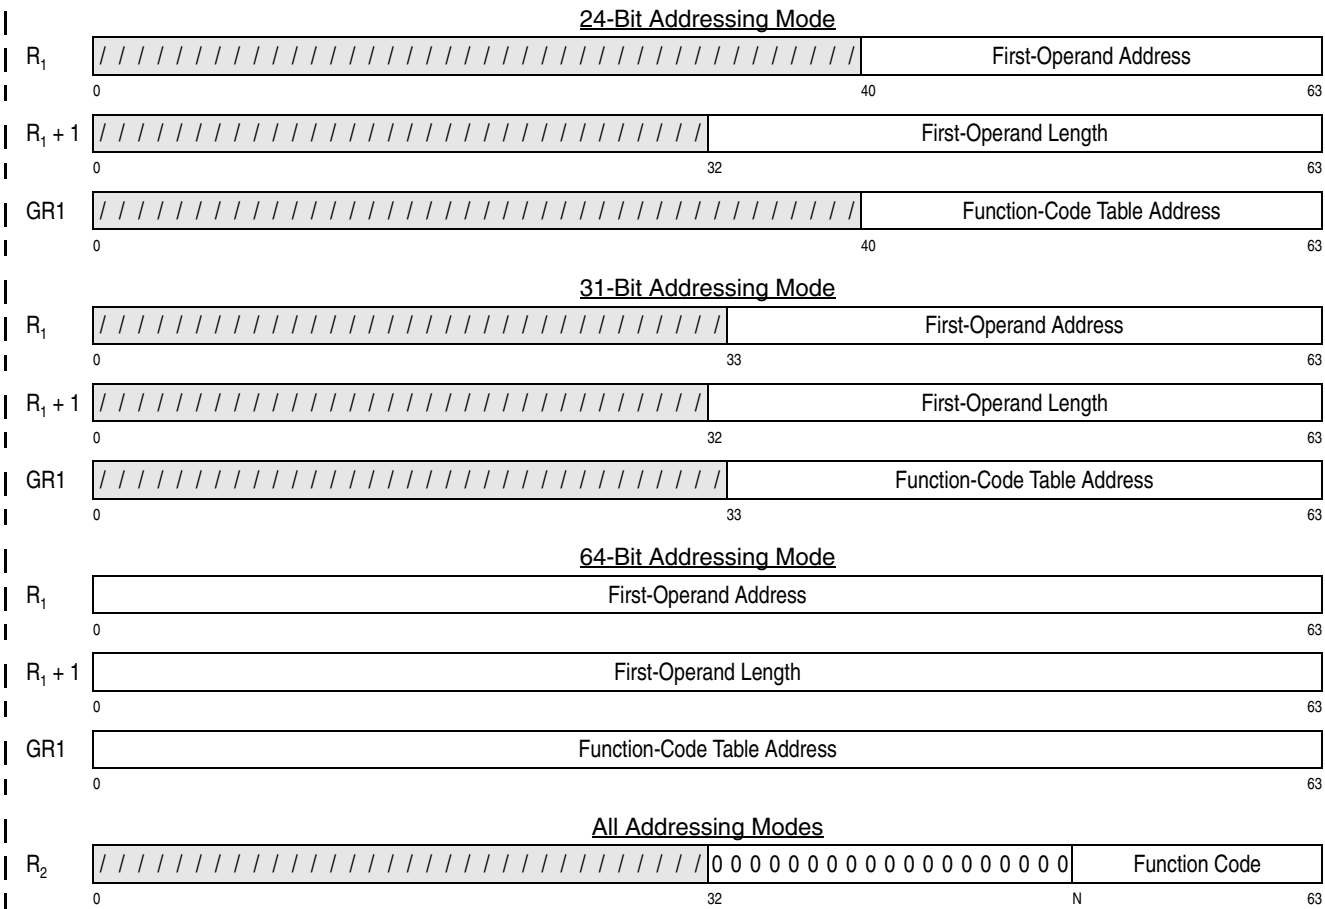 24-Bit Addressing Mode
R₁ / / / / / / / / / / / / / / / / / / / / / / / / / / / / / / / / / / / / / / / / First-Operand Address
0 40 63
R₁ + 1 / / / / / / / / / / / / / / / / / / / / / / / / / / / / / / / / First-Operand Length
0 32 63
GR1 / / / / / / / / / / / / / / / / / / / / / / / / / / / / / / / / / / / / / / / / Function-Code Table Address
0 40 63
31-Bit Addressing Mode
R₁ / / / / / / / / / / / / / / / / / / / / / / / / / / / / / / / / / First-Operand Address
0 33 63
R₁ + 1 / / / / / / / / / / / / / / / / / / / / / / / / / / / / / / / / First-Operand Length
0 32 63
GR1 / / / / / / / / / / / / / / / / / / / / / / / / / / / / / / / / / Function-Code Table Address
0 33 63
64-Bit Addressing Mode
R₁ First-Operand Address
0 63
R₁ + 1 First-Operand Length
0 63
GR1 Function-Code Table Address
0 63
All Addressing Modes
R₂ / / / / / / / / / / / / / / / / / / / / / / / / / / / / / / / / 0 0 0 0 0 0 0 0 0 0 0 0 0 0 0 0 0 0 0 Function Code
0 32 N 63